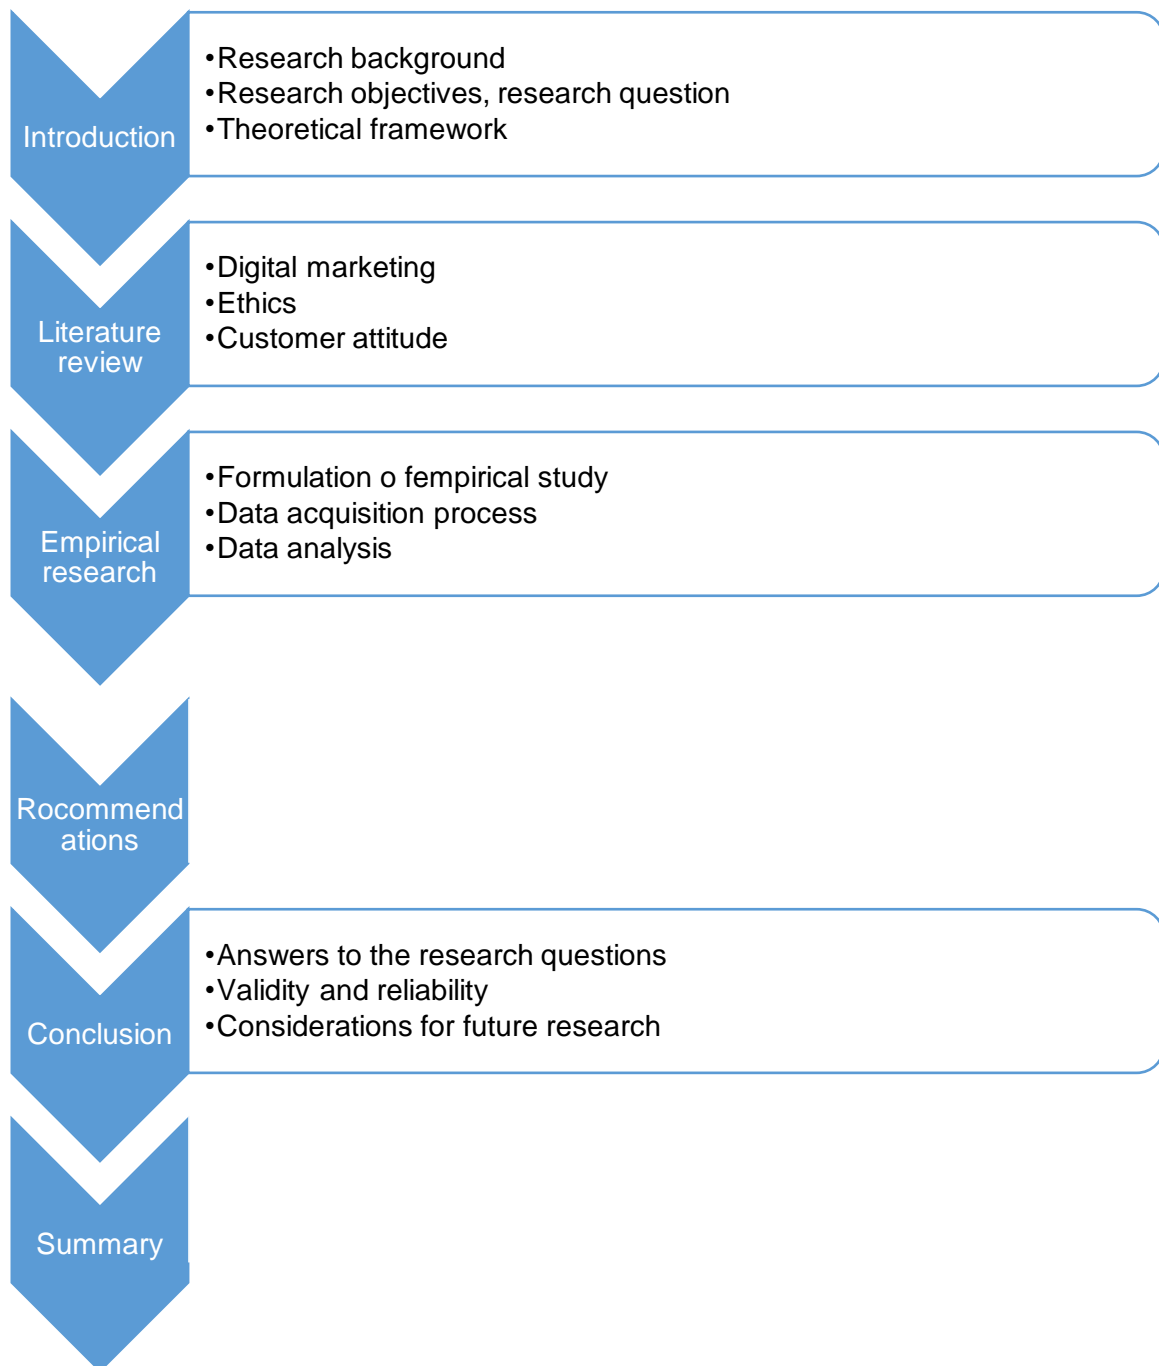 Introduction
•Research background
•Research objectives, research question
•Theoretical framework
Literature
review
•Digital marketing
•Ethics
•Customer attitude
Empirical
research
•Formulation o fempirical study
•Data acquisition process
•Data analysis
Rocommend
ations
Conclusion
•Answers to the research questions
•Validity and reliability
•Considerations for future research
Summary